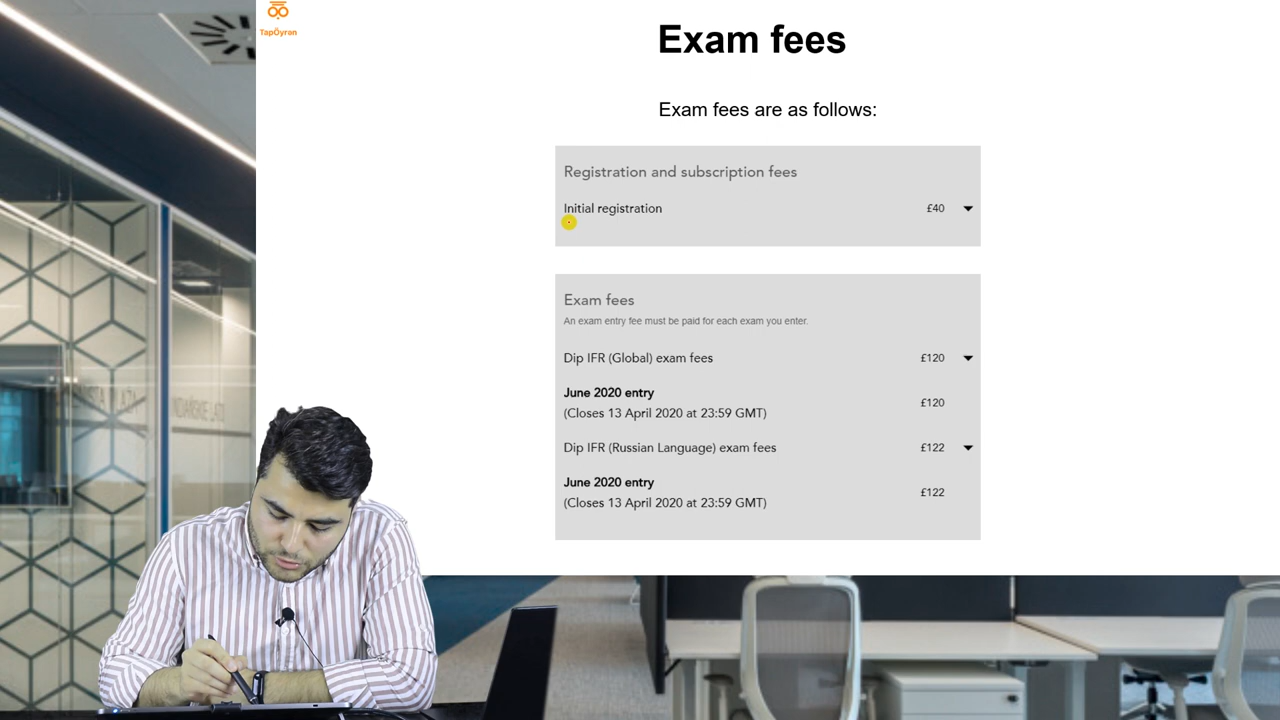 TapÖyrən
Exam fees
Exam fees are as follows:
Registration and subscription fees
Initial registration £40
Exam fees
An exam entry fee must be paid for each exam you enter.
Dip IFR (Global) exam fees £120
June 2020 entry
(Closes 13 April 2020 at 23:59 GMT) £120
Dip IFR (Russian Language) exam fees £122
June 2020 entry
(Closes 13 April 2020 at 23:59 GMT) £122